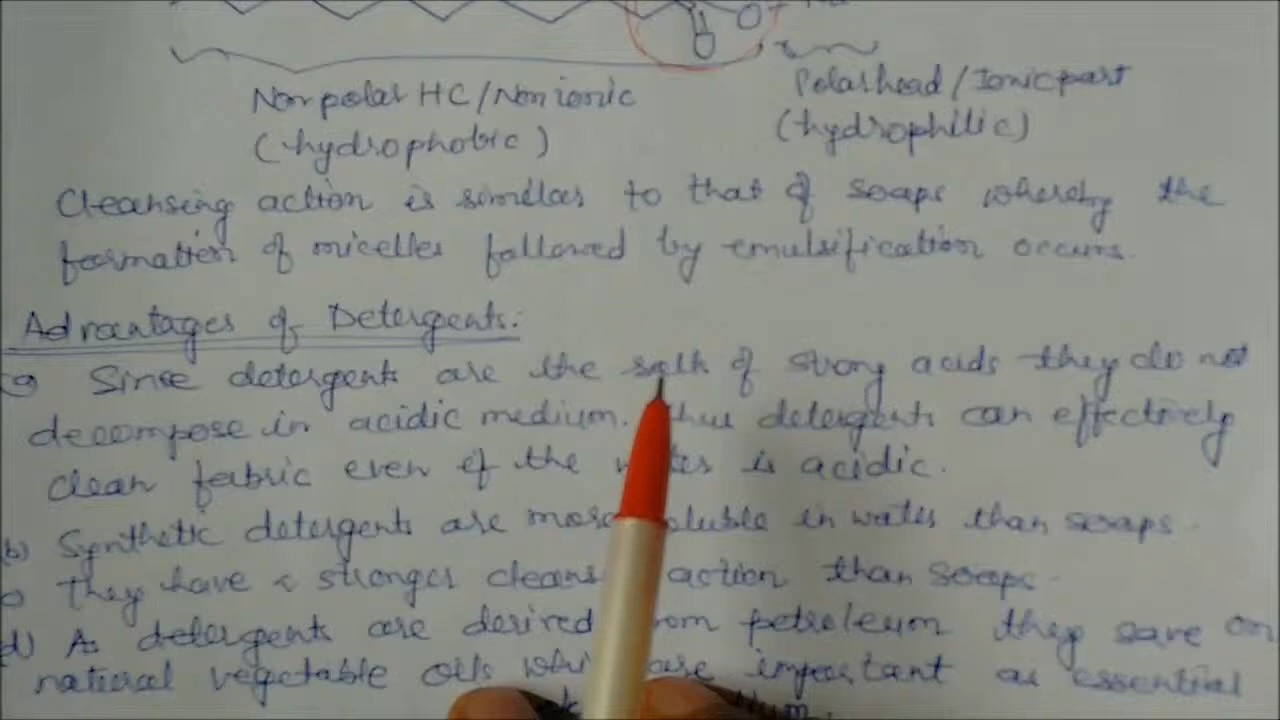 Non polar HC/Non ionic
Polar head/Ionic part
(hydrophobic)
(hydrophilic)
Cleansing action is similar to that of soaps whereby the
formation of micelles followed by emulsification occurs.
Advantages of Detergents:
Since detergents are the salts of strong acids they do not
decompose in acidic medium. Thus detergents can effectively
clean fabric even if the water is acidic.
(b) Synthetic detergents are more soluble in water than soaps.
They have a stronger cleans action than soaps.
d) As detergents are derived from petroleum they save on
natural vegetable oils which are important as essential